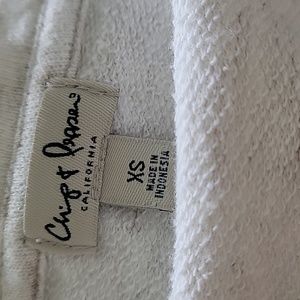 Chip & Pepper
CALIFORNIA
XS
MADE IN
INDONESIA